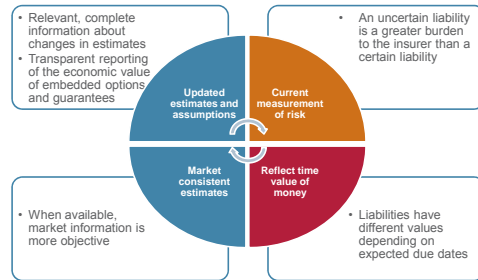 • Relevant, complete
information about
changes in estimates
• Transparent reporting
of the economic value
of embedded options
and guarantees
• An uncertain liability
is a greater burden
to the insurer than a
certain liability
Updated
estimates and
assumptions
Current
measurement
of risk
Market
consistent
estimates
Reflect time
value of
money
• When available,
market information is
more objective
• Liabilities have
different values
depending on
expected due dates